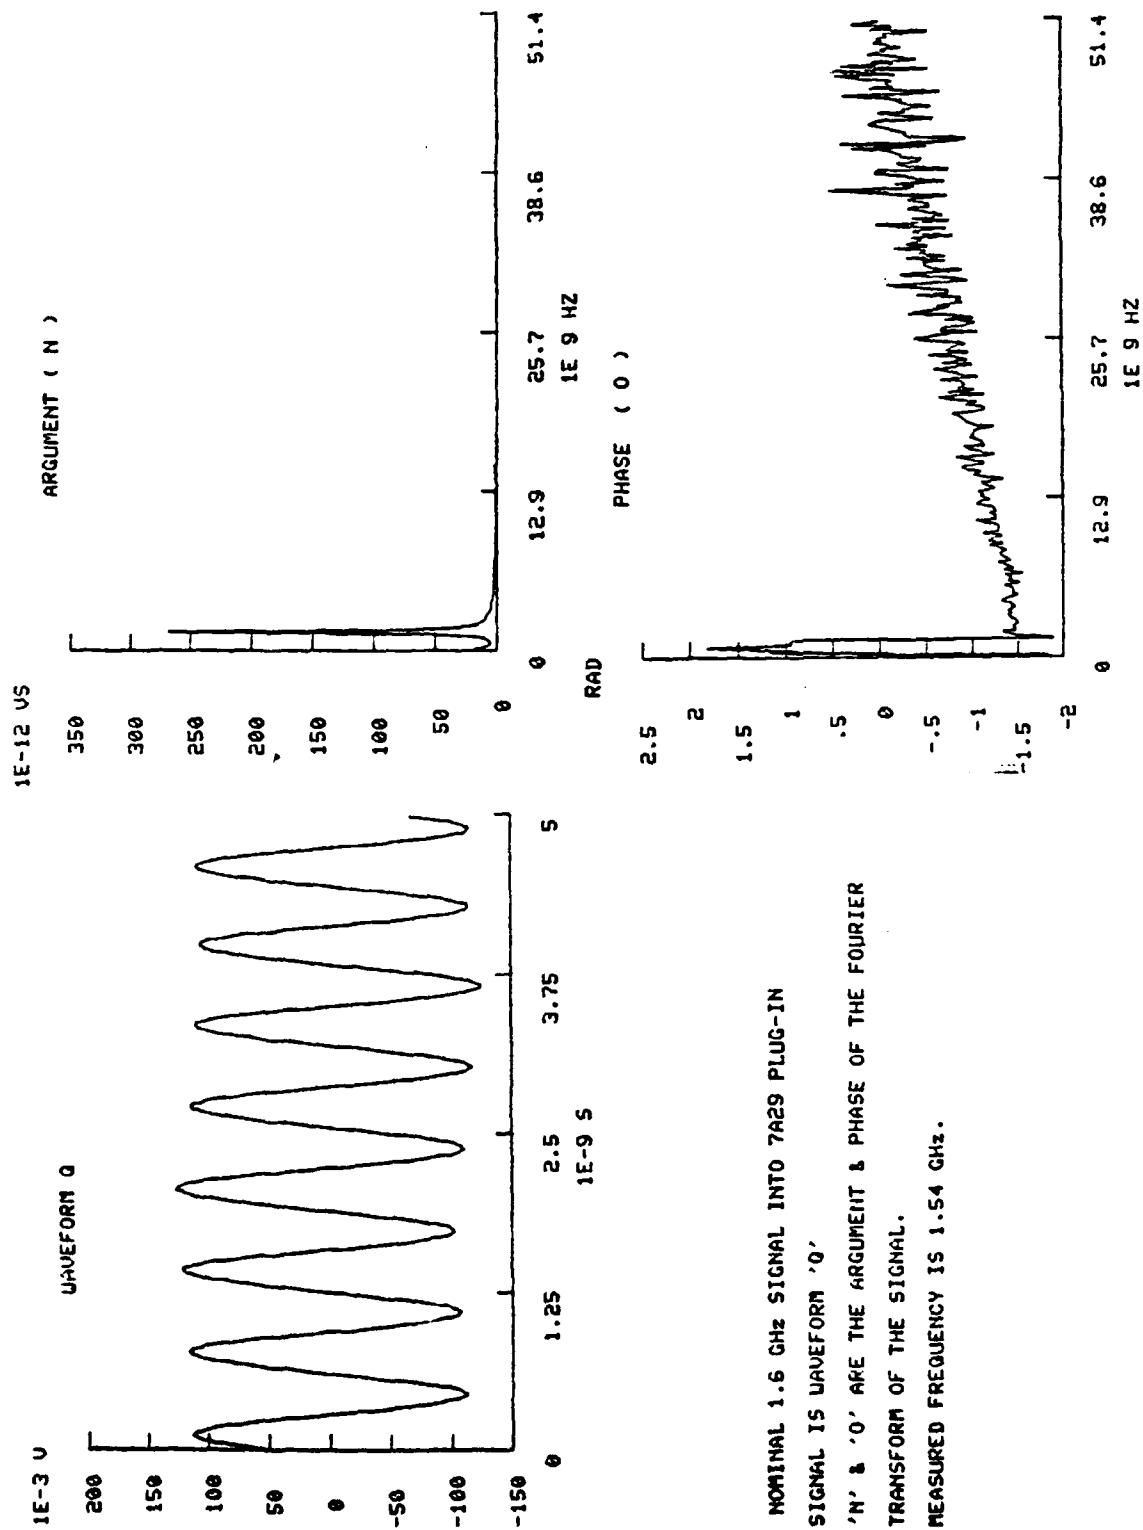 1E-3 V
WAVEFORM Q
200
150
100
50
0
-50
-100
-150
0
1.25
2.5
3.75
5
1E-9 S
1E-12 VS
ARGUMENT ( N )
350
300
250
200
150
100
50
0
0
12.9
25.7
38.6
51.4
1E 9 HZ
RAD
PHASE ( O )
2.5
2
1.5
1
.5
0
-.5
-1
-1.5
-2
0
12.9
25.7
38.6
51.4
1E 9 HZ
NOMINAL 1.6 GHz SIGNAL INTO 7A29 PLUG-IN
SIGNAL IS WAVEFORM 'Q'
'N' & 'O' ARE THE ARGUMENT & PHASE OF THE FOURIER
TRANSFORM OF THE SIGNAL.
MEASURED FREQUENCY IS 1.54 GHz.